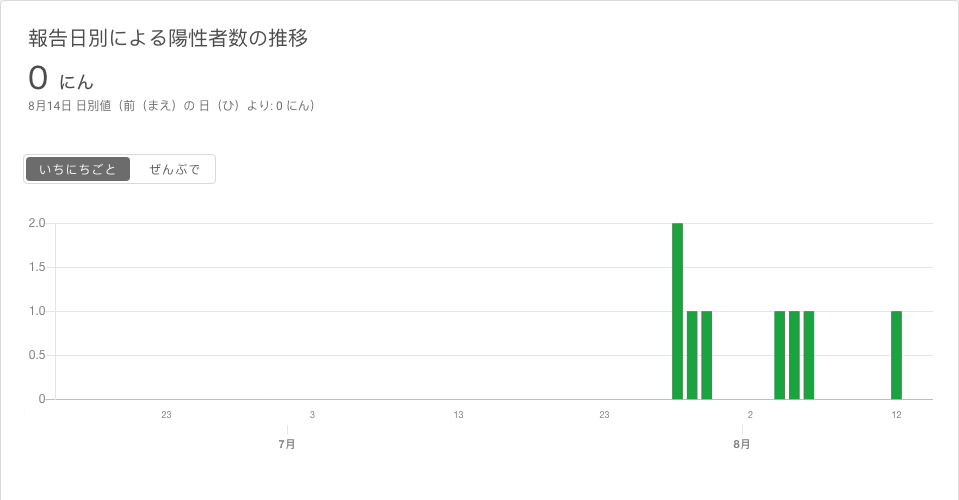 報告日別による陽性者数の推移
0 にん
8月14日 日別値（前（まえ）の 日（ひ）より: 0 にん）
いちにちごと ぜんぶで
2.0
1.5
1.0
0.5
0
23 3 13 23 2 12
7月 8月